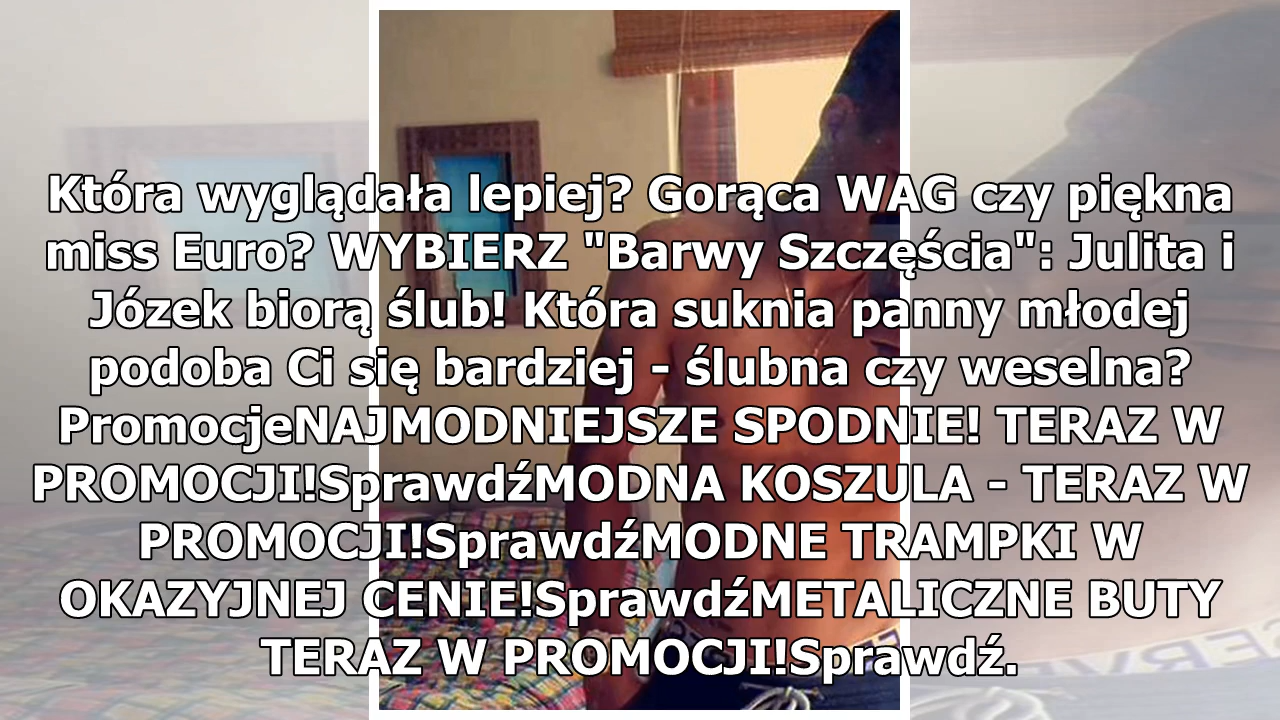 Która wyglądała lepiej? Gorąca WAG czy piękna
miss Euro? WYBIERZ "Barwy Szczęścia": Julita i
Józek biorą ślub! Która suknia panny młodej
podoba Ci się bardziej - ślubna czy weselna?
PromocjeNAJMODNIEJSZE SPODNIE! TERAZ W
PROMOCJI!SprawdźMODNA KOSZULA - TERAZ W
PROMOCJI!SprawdźMODNE TRAMPKI W
OKAZYJNEJ CENIE!SprawdźMETALICZNE BUTY
TERAZ W PROMOCJI!Sprawdź.